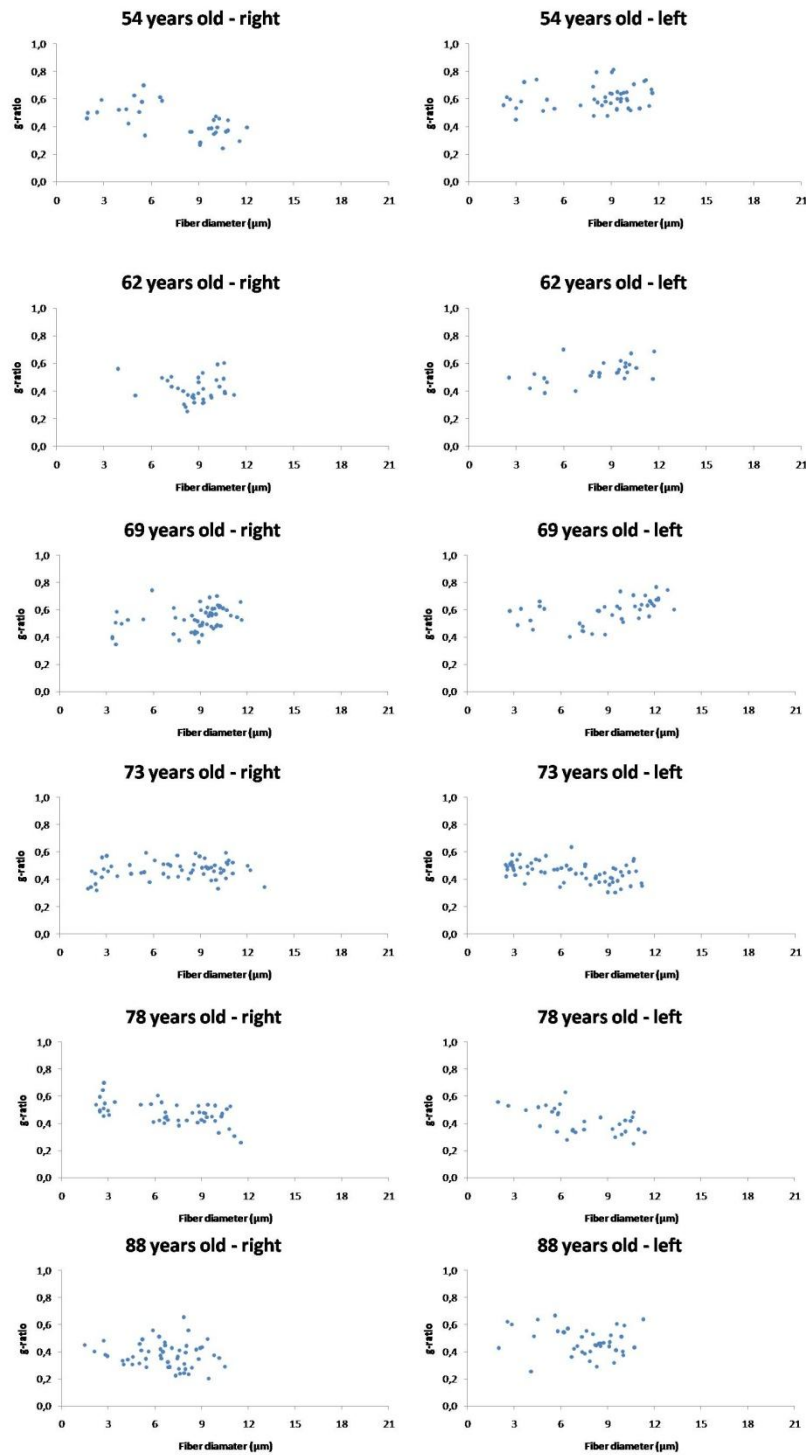 54 years old - right
1,0
0,8
0,6
0,4
0,2
0,0
g-ratio
0 3 6 9 12 15 18 21
Fiber diameter (µm)
54 years old - left
1,0
0,8
0,6
0,4
0,2
0,0
g-ratio
0 3 6 9 12 15 18 21
Fiber diameter (µm)
62 years old - right
1,0
0,8
0,6
0,4
0,2
0,0
g-ratio
0 3 6 9 12 15 18 21
Fiber diameter (µm)
62 years old - left
1,0
0,8
0,6
0,4
0,2
0,0
g-ratio
0 3 6 9 12 15 18 21
Fiber diameter (µm)
69 years old - right
1,0
0,8
0,6
0,4
0,2
0,0
g-ratio
0 3 6 9 12 15 18 21
Fiber diameter (µm)
69 years old - left
1,0
0,8
0,6
0,4
0,2
0,0
g-ratio
0 3 6 9 12 15 18 21
Fiber diameter (µm)
73 years old - right
1,0
0,8
0,6
0,4
0,2
0,0
g-ratio
0 3 6 9 12 15 18 21
Fiber diameter (µm)
73 years old - left
1,0
0,8
0,6
0,4
0,2
0,0
g-ratio
0 3 6 9 12 15 18 21
Fiber diameter (µm)
78 years old - right
1,0
0,8
0,6
0,4
0,2
0,0
g-ratio
0 3 6 9 12 15 18 21
Fiber diameter (µm)
78 years old - left
1,0
0,8
0,6
0,4
0,2
0,0
g-ratio
0 3 6 9 12 15 18 21
Fiber diameter (µm)
88 years old - right
1,0
0,8
0,6
0,4
0,2
0,0
g-ratio
0 3 6 9 12 15 18 21
Fiber diamater (µm)
88 years old - left
1,0
0,8
0,6
0,4
0,2
0,0
g-ratio
0 3 6 9 12 15 18 21
Fiber diameter (µm)